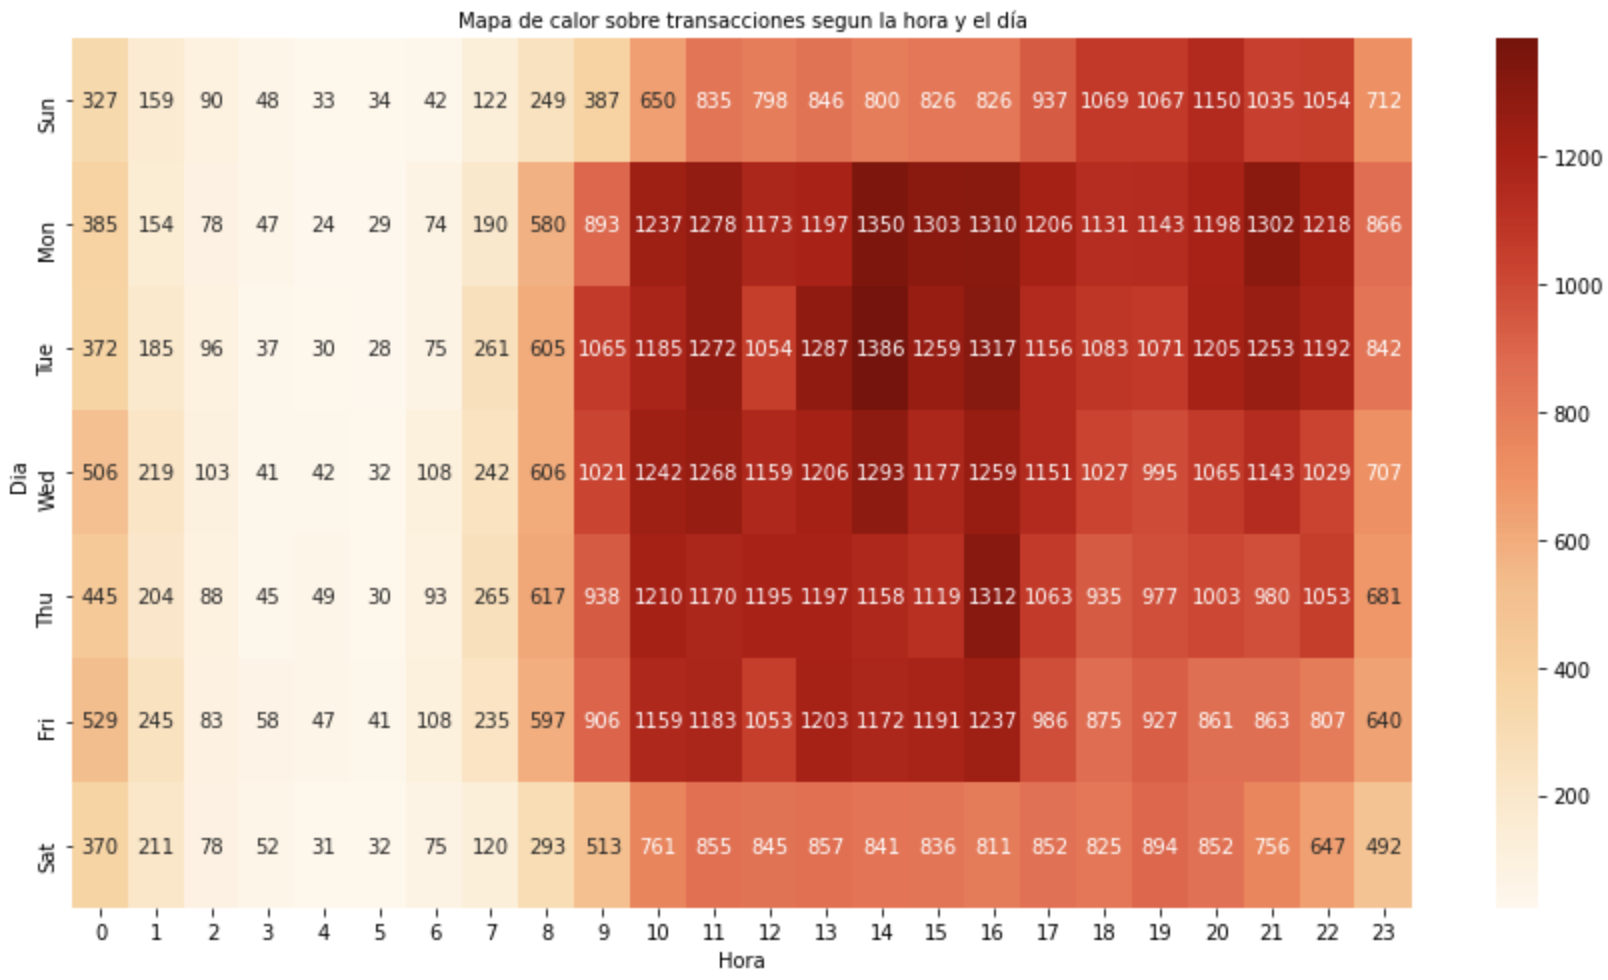 Mapa de calor sobre transacciones segun la hora y el día
Sun 327 159 90 48 33 34 42 122 249 387 650 835 798 846 800 826 826 937 1069 1067 1150 1035 1054 712
Mon 385 154 78 47 24 29 74 190 580 893 1237 1278 1173 1197 1350 1303 1310 1206 1131 1143 1198 1302 1218 866
Tue 372 185 96 37 30 28 75 261 605 1065 1185 1272 1054 1287 1386 1259 1317 1156 1083 1071 1205 1253 1192 842
Wed 506 219 103 41 42 32 108 242 606 1021 1242 1268 1159 1206 1293 1177 1259 1151 1027 995 1065 1143 1029 707
Thu 445 204 88 45 49 30 93 265 617 938 1210 1170 1195 1197 1158 1119 1312 1063 935 977 1003 980 1053 681
Fri 529 245 83 58 47 41 108 235 597 906 1159 1183 1053 1203 1172 1191 1237 986 875 927 861 863 807 640
Sat 370 211 78 52 31 32 75 120 293 513 761 855 845 857 841 836 811 852 825 894 852 756 647 492
0 1 2 3 4 5 6 7 8 9 10 11 12 13 14 15 16 17 18 19 20 21 22 23
Hora
Dia
1200
1000
800
600
400
200